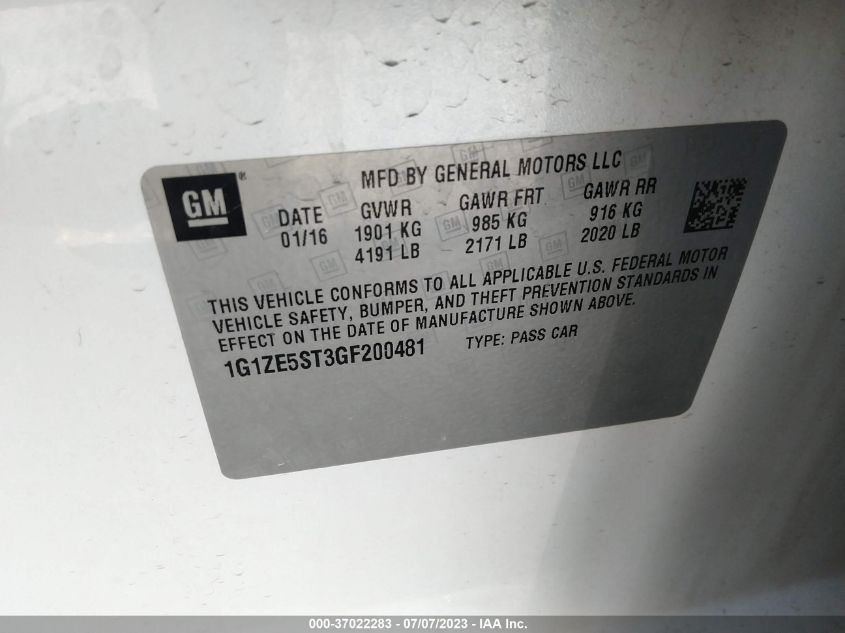 GM ®
MFD BY GENERAL MOTORS LLC
DATE GVWR GAWR FRT GAWR RR
01/16 1901 KG 985 KG 916 KG
4191 LB 2171 LB 2020 LB
THIS VEHICLE CONFORMS TO ALL APPLICABLE U.S. FEDERAL MOTOR
VEHICLE SAFETY, BUMPER, AND THEFT PREVENTION STANDARDS IN
EFFECT ON THE DATE OF MANUFACTURE SHOWN ABOVE.
1G1ZE5ST3GF200481 TYPE: PASS CAR
000-37022283 - 07/07/2023 - IAA Inc.